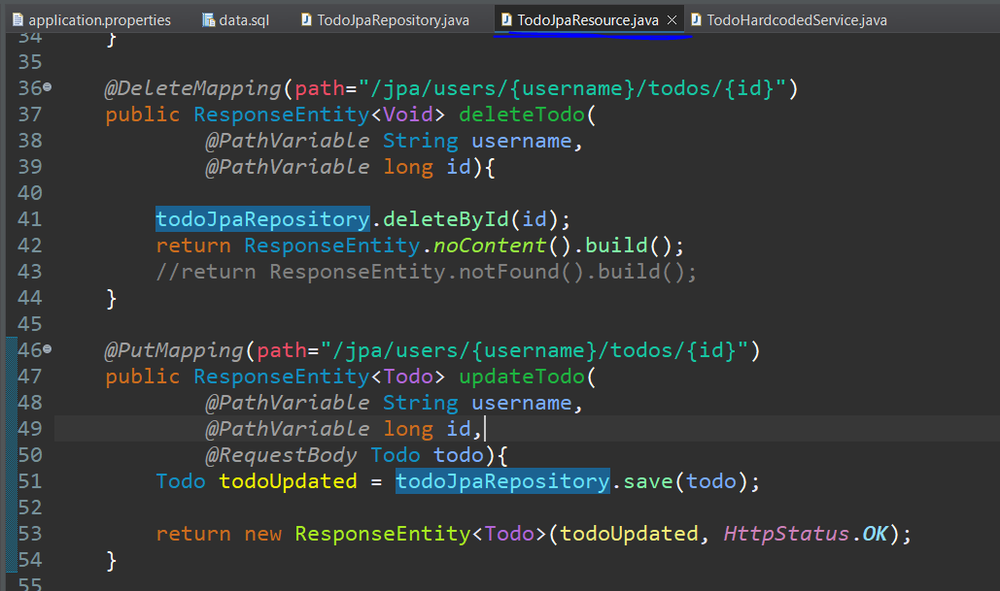 application.properties data.sql TodoJpaRepository.java TodoJpaResource.java TodoHardcodedService.java
34 }
35
36 @DeleteMapping(path="/jpa/users/{username}/todos/{id}")
37 public ResponseEntity<Void> deleteTodo(
38 @PathVariable String username,
39 @PathVariable long id){
40
41 todoJpaRepository.deleteById(id);
42 return ResponseEntity.noContent().build();
43 //return ResponseEntity.notFound().build();
44 }
45
46 @PutMapping(path="/jpa/users/{username}/todos/{id}")
47 public ResponseEntity<Todo> updateTodo(
48 @PathVariable String username,
49 @PathVariable long id,
50 @RequestBody Todo todo){
51 Todo todoUpdated = todoJpaRepository.save(todo);
52
53 return new ResponseEntity<Todo>(todoUpdated, HttpStatus.OK);
54 }
55